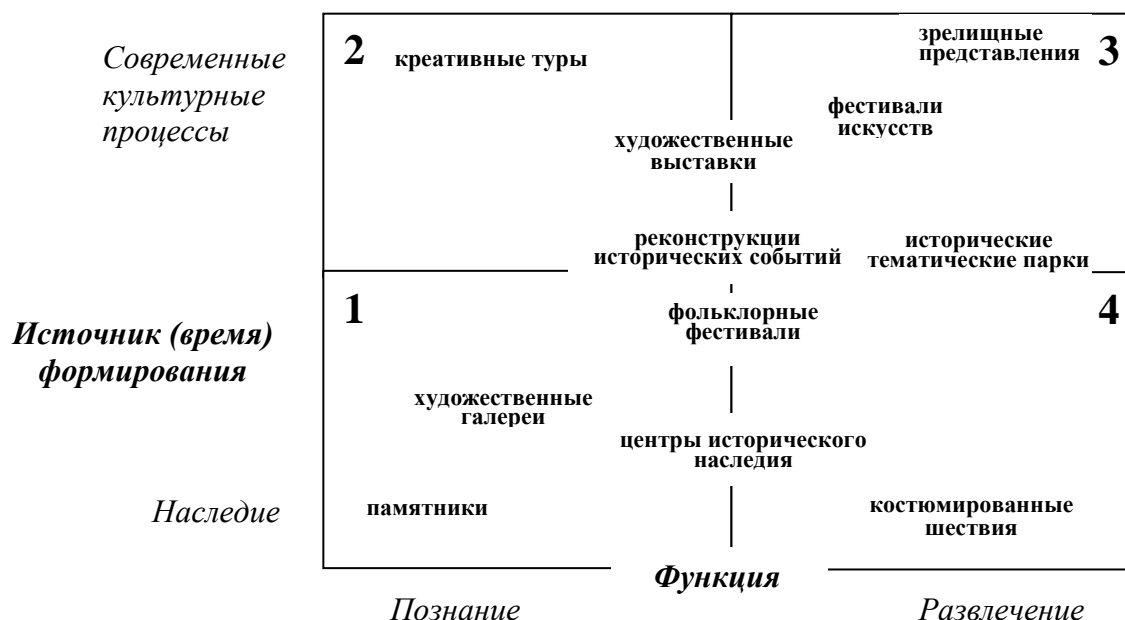 Современные
культурные
процессы
2
креативные туры
зрелищные
представления
3
фестивали
искусств
художественные
выставки
реконструкции
исторических событий
исторические
тематические парки
Источник (время)
формирования
1
фольклорные
фестивали
4
художественные
галереи
центры исторического
наследия
Наследие
памятники
костюмированные
шествия
Функция
Познание
Развлечение